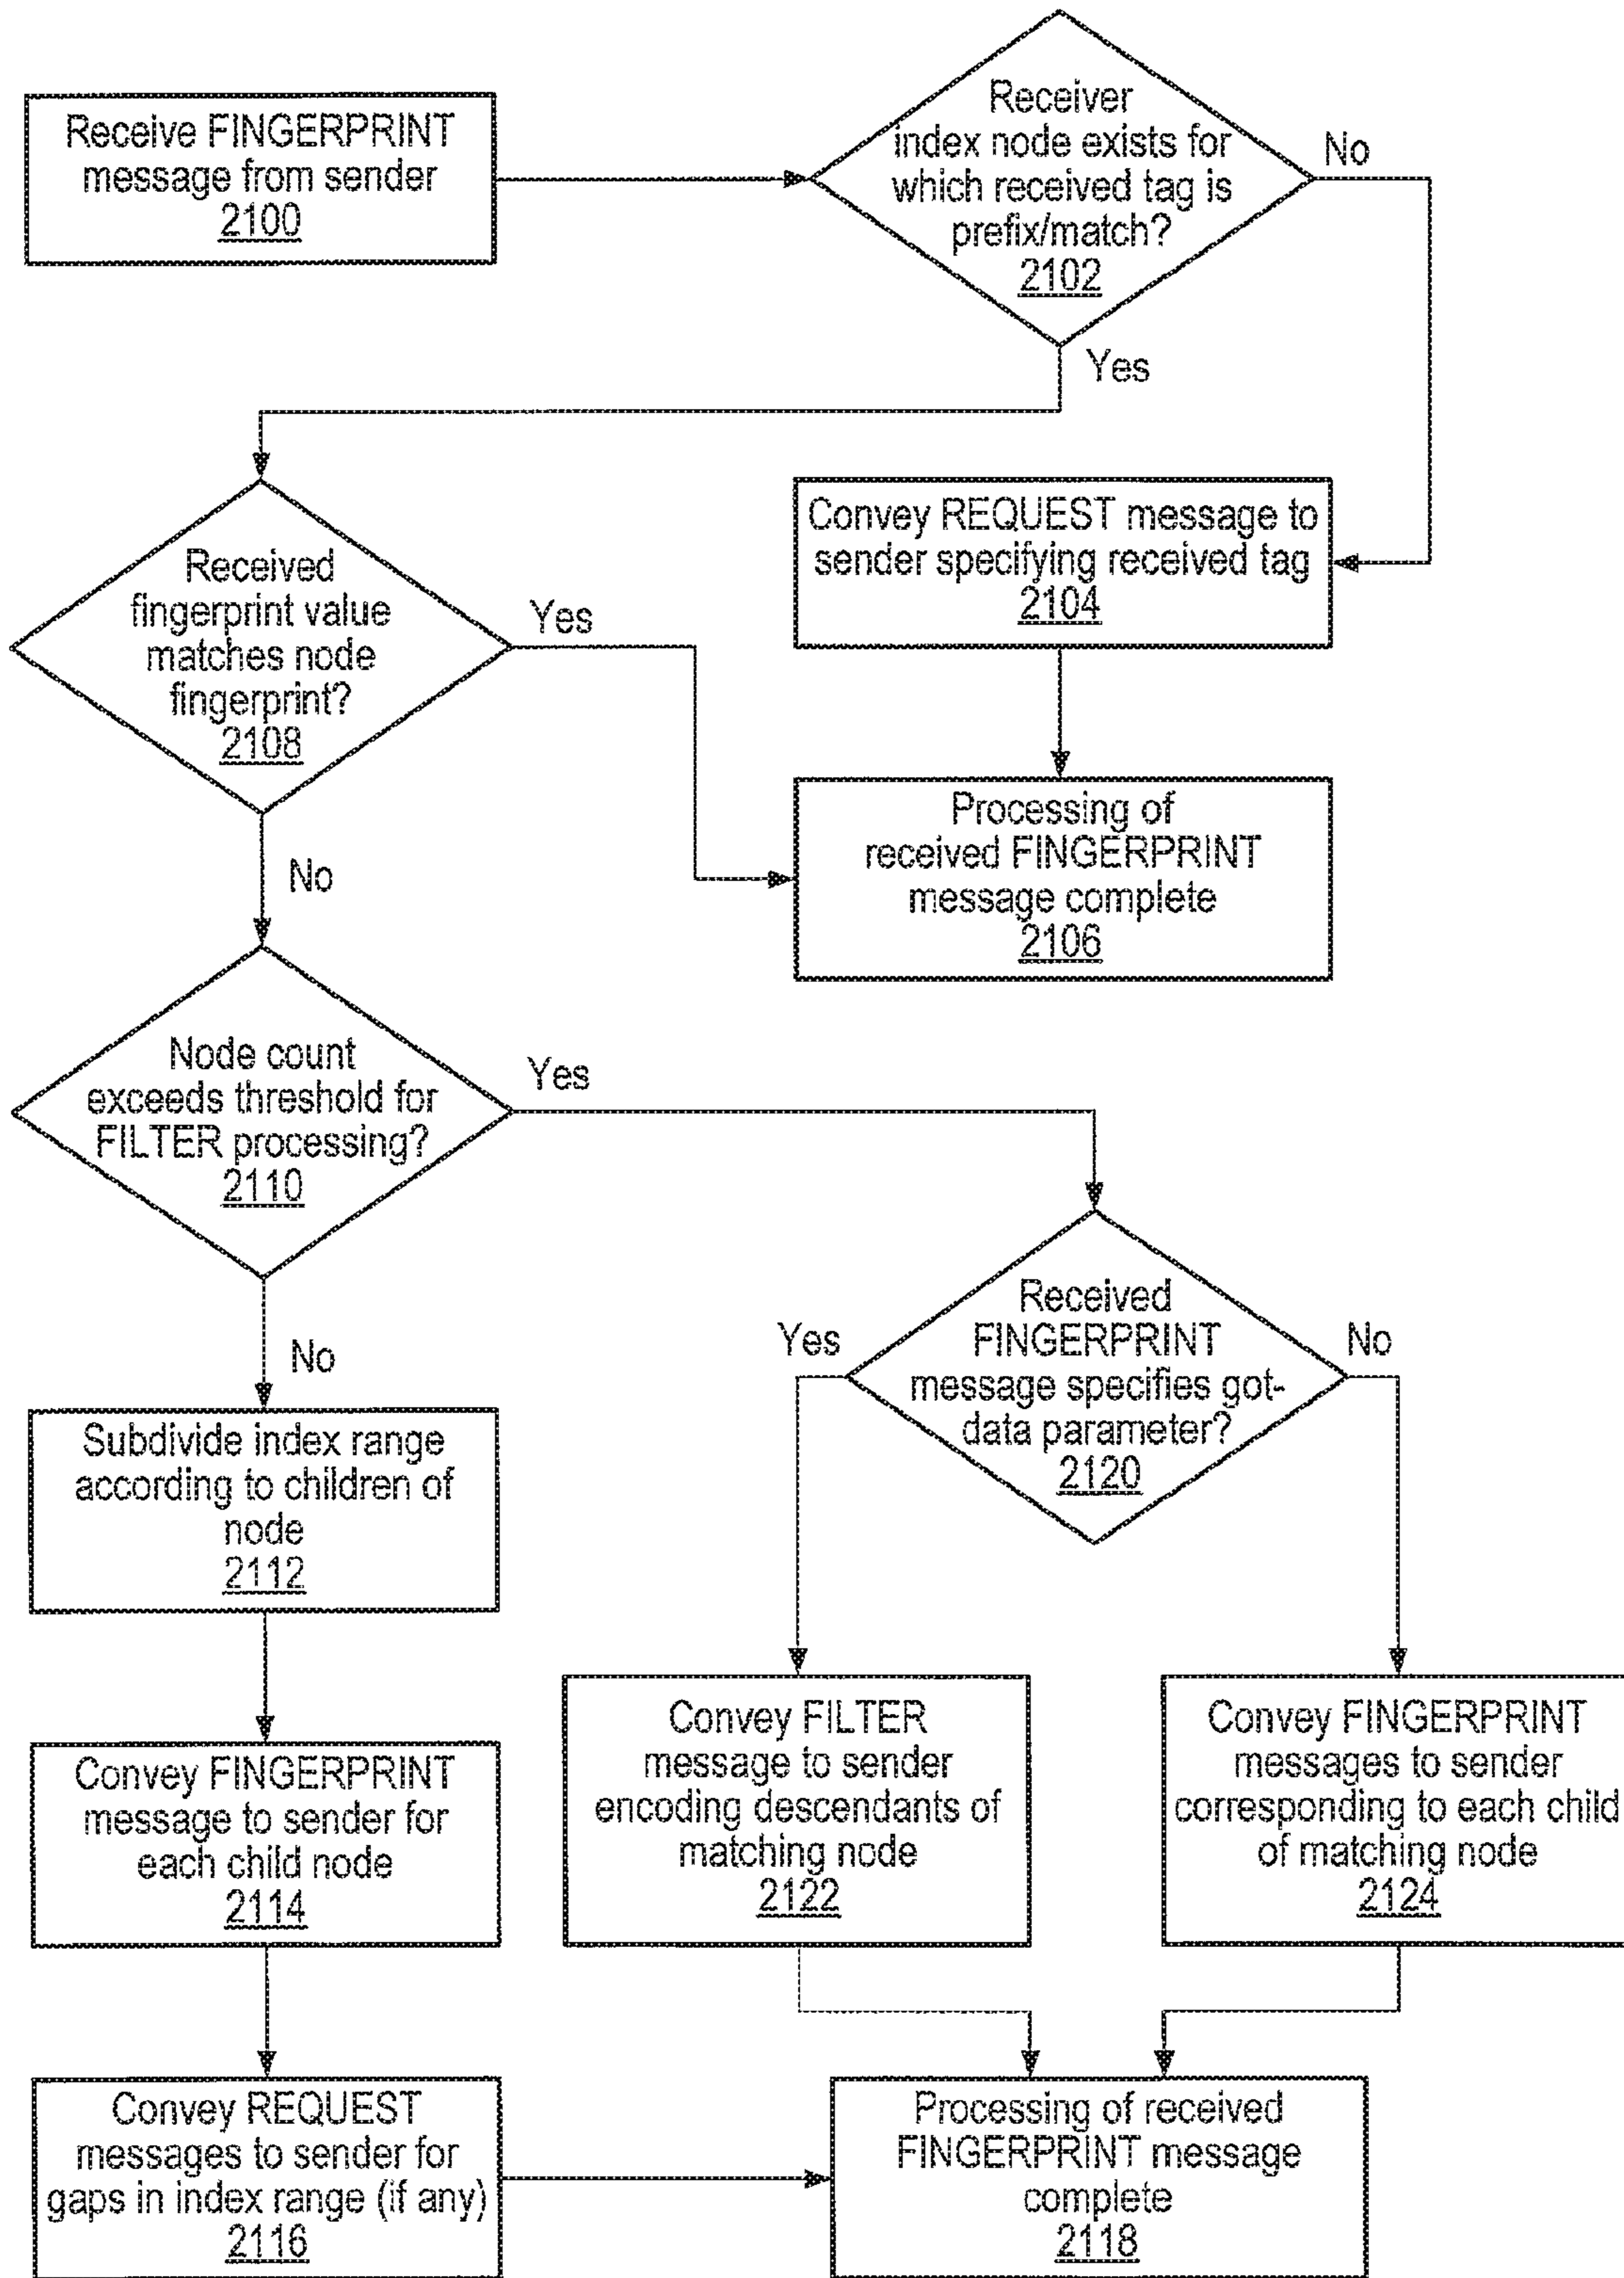 Receive FINGERPRINT
message from sender
2100
Receiver
index node exists for
which received tag is
prefix/match?
2102
No
Yes
Convey REQUEST message to
sender specifying received tag
2104
Received
fingerprint value
matches node
fingerprint?
2108
Yes
No
Processing of
received FINGERPRINT
message complete
2106
Node count
exceeds threshold for
FILTER processing?
2110
Yes
No
Received
FINGERPRINT
message specifies got-
data parameter?
2120
Yes
No
Subdivide index range
according to children of
node
2112
Convey FINGERPRINT
message to sender for
each child node
2114
Convey FILTER
message to sender
encoding descendants of
matching node
2122
Convey FINGERPRINT
messages to sender
corresponding to each child
of matching node
2124
Convey REQUEST
messages to sender for
gaps in index range (if any)
2116
Processing of received
FINGERPRINT message
complete
2118